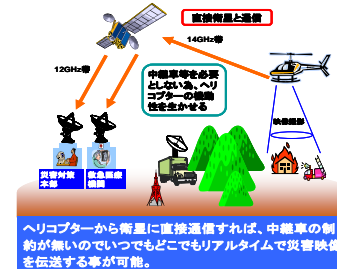 直接衛星と通信
14GHz帯
12GHz帯
中継車等を必要
としない為、ヘリ
コプターの機動
性を生かせる
映像撮影
災害対策
本部
救急医療
機関
ヘリコプターから衛星に直接通信すれば、中継車の制
約が無いのでいつでもどこでもリアルタイムで災害映像
を伝送する事が可能。